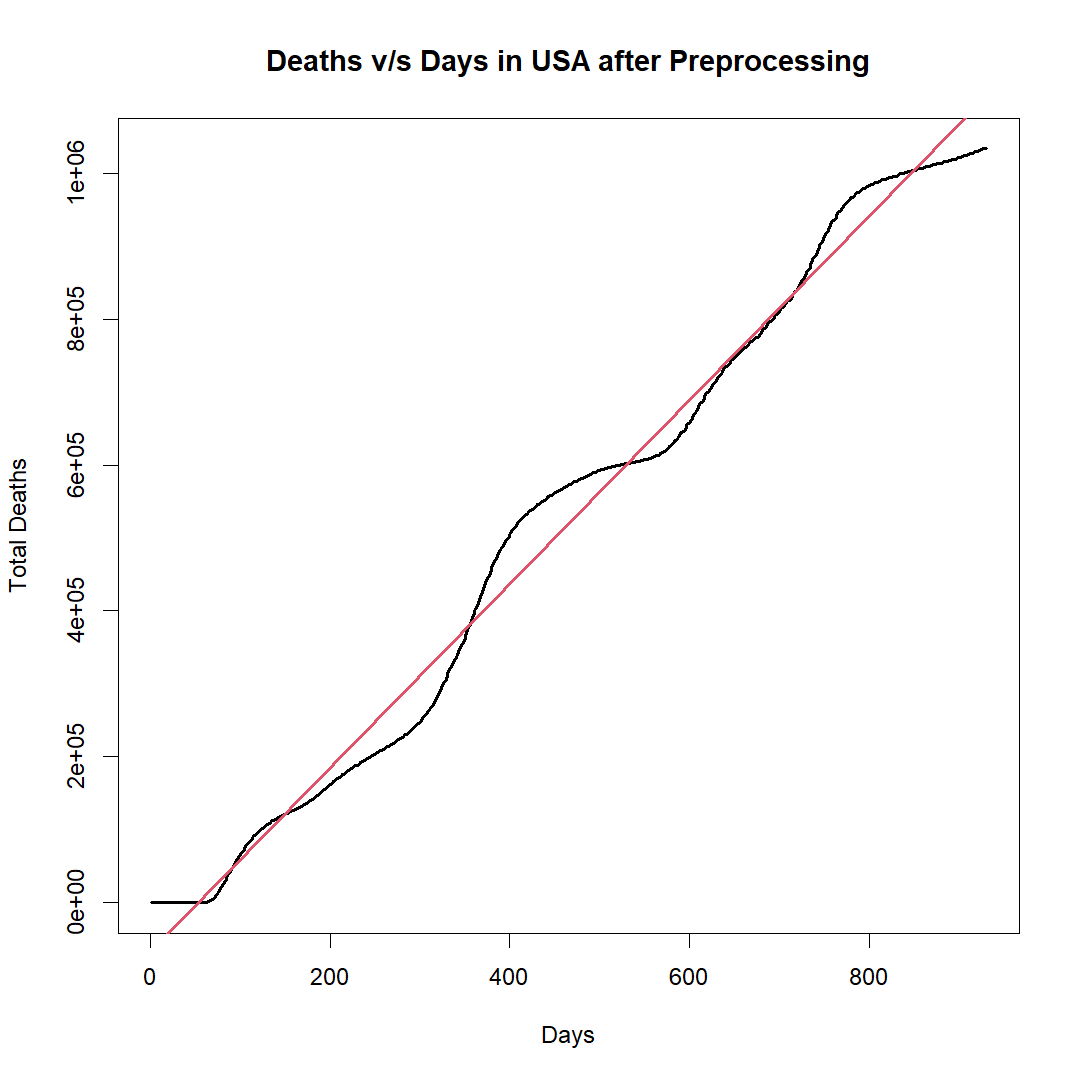 Deaths v/s Days in USA after Preprocessing
Total Deaths
1e+06
8e+05
6e+05
4e+05
2e+05
0e+00
0 200 400 600 800
Days